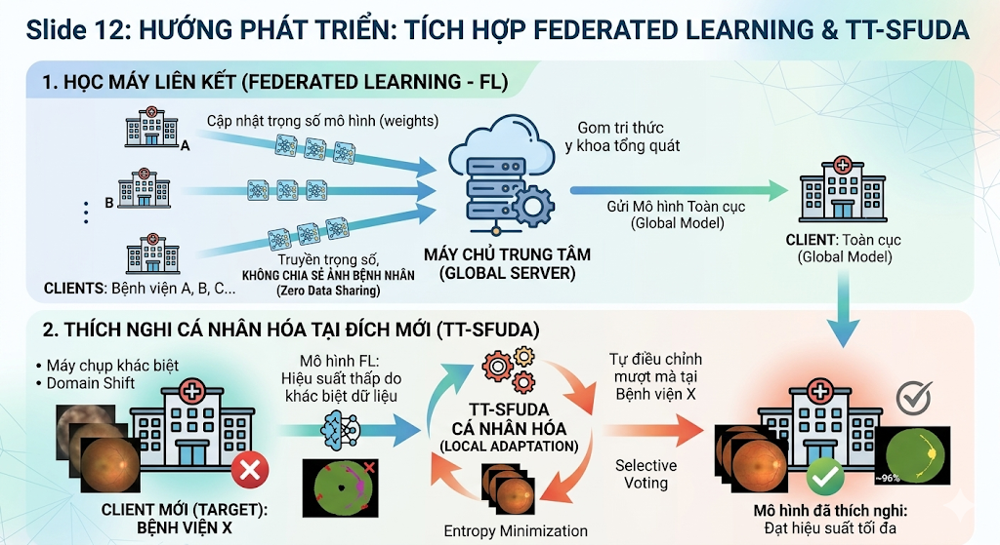 Slide 12: HƯỚNG PHÁT TRIỂN: TÍCH HỢP FEDERATED LEARNING & TT-SFUDA
1. HỌC MÁY LIÊN KẾT (FEDERATED LEARNING - FL)
A
B
CLIENTS: Bệnh viện A, B, C...
Cập nhật trọng số mô hình (weights)
Truyền trọng số,
KHÔNG CHIA SẺ ẢNH BỆNH NHÂN
(Zero Data Sharing)
MÁY CHỦ TRUNG TÂM
(GLOBAL SERVER)
Gom tri thức
y khoa tổng quát
Gửi Mô hình Toàn cục
(Global Model)
CLIENT: Toàn cục
(Global Model)
2. THÍCH NGHI CÁ NHÂN HÓA TẠI ĐÍCH MỚI (TT-SFUDA)
• Máy chụp khác biệt
• Domain Shift
CLIENT MỚI (TARGET):
BỆNH VIỆN X
Mô hình FL:
Hiệu suất thấp do
khác biệt dữ liệu
TT-SFUDA
CÁ NHÂN HÓA
(LOCAL ADAPTATION)
Entropy Minimization
Tự điều chỉnh
mượt mà tại
Bệnh viện X
Selective
Voting
~96%
Mô hình đã thích nghi:
Đạt hiệu suất tối đa